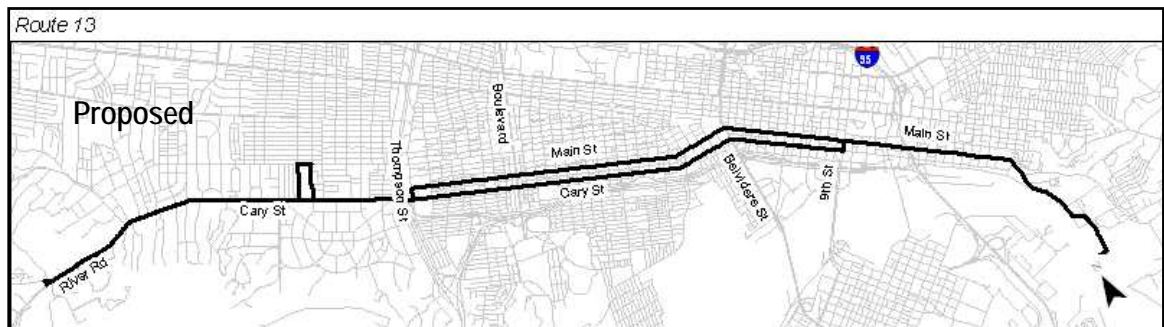 Route 13
Proposed
95
Boulevard
Main St
Main St
Thompson St
Belvidere St
9th St
Cary St
Cary St
River Rd
N